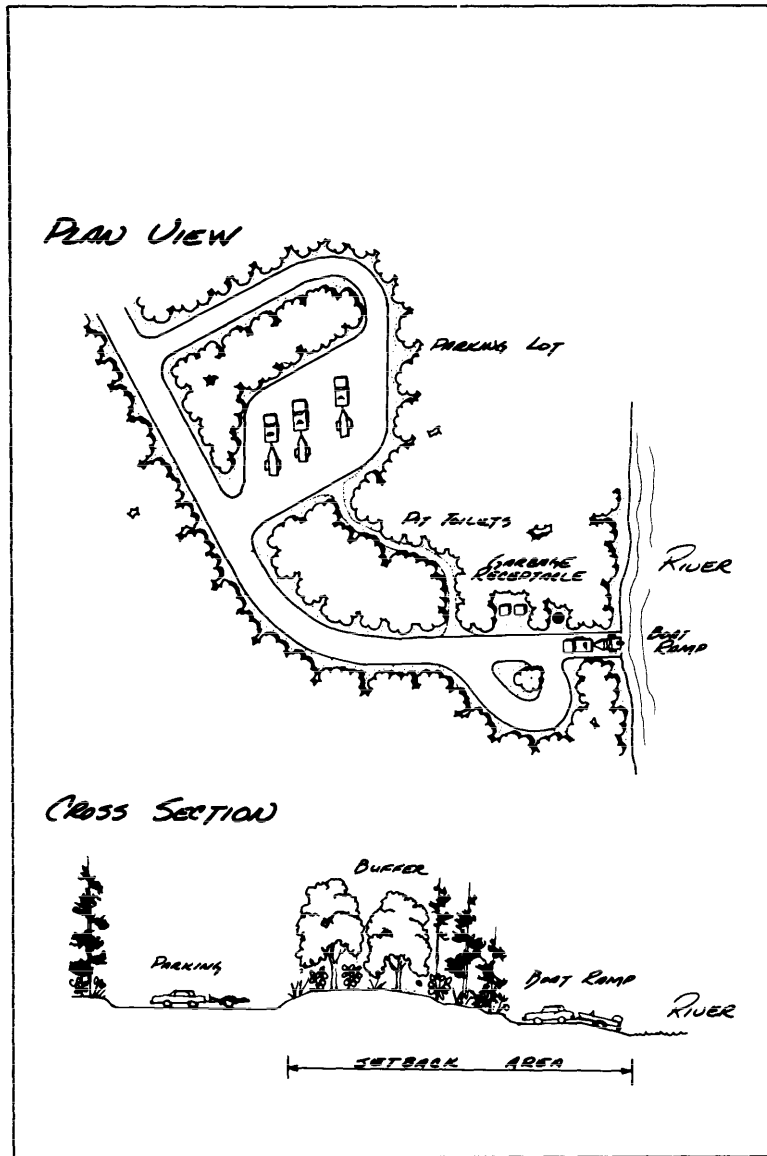 PLAN VIEW
PARKING LOT
PIT TOILETS
GARBAGE
RECEPTACLE
RIVER
BOAT
RAMP
CROSS SECTION
BUFFER
PARKING
BOAT RAMP
RIVER
SETBACK AREA